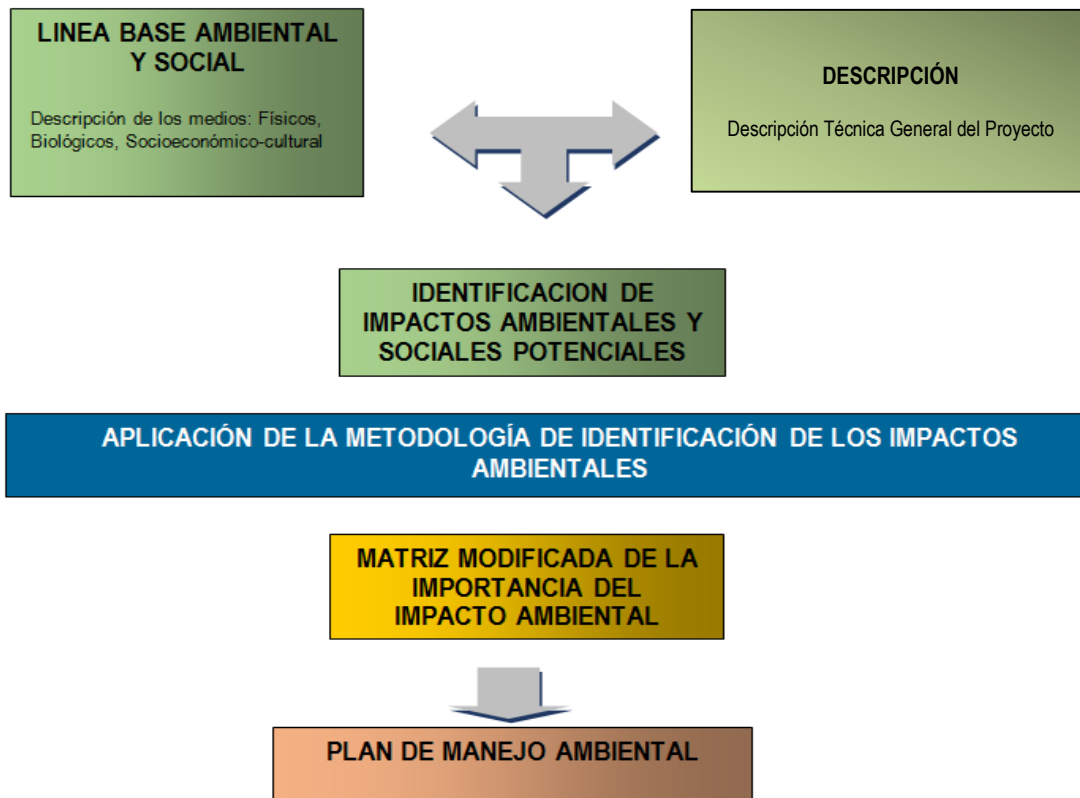 LINEA BASE AMBIENTAL
Y SOCIAL
Descripción de los medios: Físicos,
Biológicos, Socioeconómico-cultural
DESCRIPCIÓN
Descripción Técnica General del Proyecto
IDENTIFICACION DE
IMPACTOS AMBIENTALES Y
SOCIALES POTENCIALES
APLICACIÓN DE LA METODOLOGÍA DE IDENTIFICACIÓN DE LOS IMPACTOS
AMBIENTALES
MATRIZ MODIFICADA DE LA
IMPORTANCIA DEL
IMPACTO AMBIENTAL
PLAN DE MANEJO AMBIENTAL